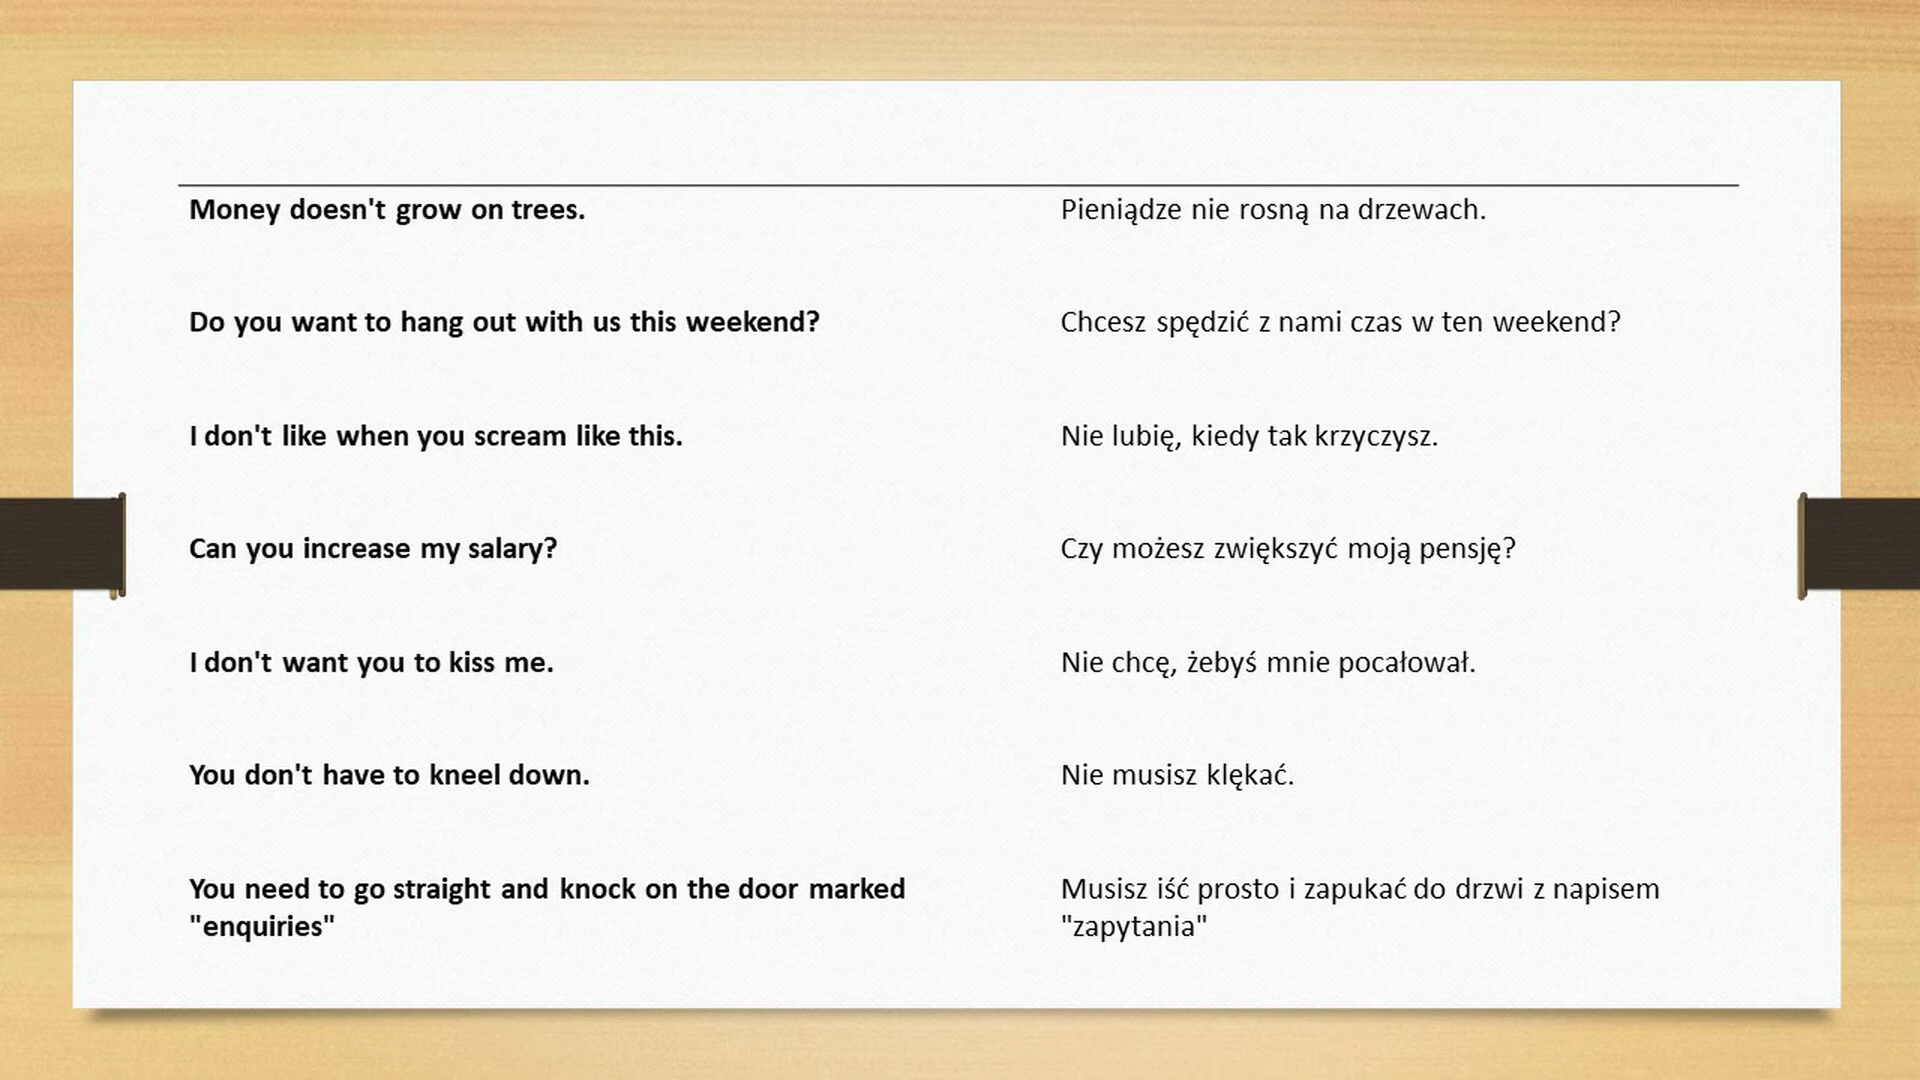 Money doesn't grow on trees.
Pieniądze nie rosną na drzewach.
Do you want to hang out with us this weekend?
Chcesz spędzić z nami czas w ten weekend?
I don't like when you scream like this.
Nie lubię, kiedy tak krzyczysz.
Can you increase my salary?
Czy możesz zwiększyć moją pensję?
I don't want you to kiss me.
Nie chcę, żebyś mnie pocałował.
You don't have to kneel down.
Nie musisz klękać.
You need to go straight and knock on the door marked
"enquiries"
Musisz iść prosto i zapukać do drzwi z napisem
"zapytania"